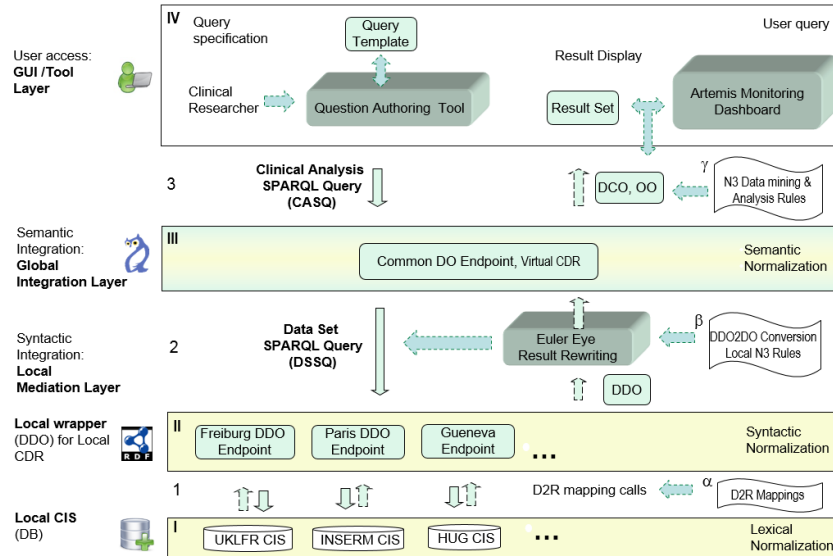 IV
Query
specification
Query
Template
User query
User access:
GUI /Tool
Layer
Result Display
Clinical
Researcher
Question Authoring Tool
Result Set
Artemis Monitoring
Dashboard
3
Clinical Analysis
SPARQL Query
(CASQ)
DCO, OO
γ
N3 Data mining &
Analysis Rules
Semantic
Integration:
Global
Integration Layer
III
Common DO Endpoint, Virtual CDR
Semantic
Normalization
Syntactic
Integration:
Local
Mediation Layer
2
Data Set
SPARQL Query
(DSSQ)
Euler Eye
Result Rewriting
β
DDO2DO Conversion
Local N3 Rules
DDO
Local wrapper
(DDO) for Local
CDR
RDF
II
Freiburg DDO
Endpoint
Paris DDO
Endpoint
Gueneva
Endpoint
...
Syntactic
Normalization
1
D2R mapping calls
α
D2R Mappings
Local CIS
(DB)
I
UKLFR CIS
INSERM CIS
HUG CIS
...
Lexical
Normalization